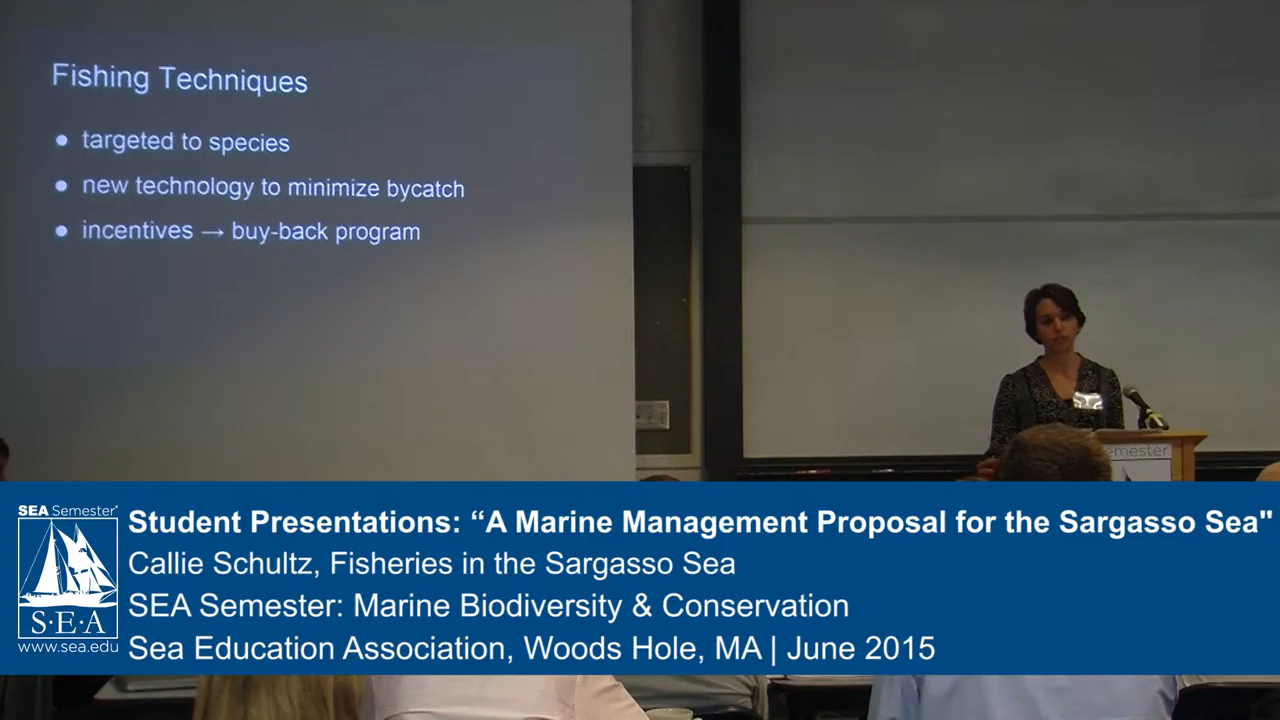 Fishing Techniques
● targeted to species
● new technology to minimize bycatch
● incentives → buy-back program
emester
SEA Semester®
S·E·A
www.sea.edu
Student Presentations: “A Marine Management Proposal for the Sargasso Sea"
Callie Schultz, Fisheries in the Sargasso Sea
SEA Semester: Marine Biodiversity & Conservation
Sea Education Association, Woods Hole, MA | June 2015